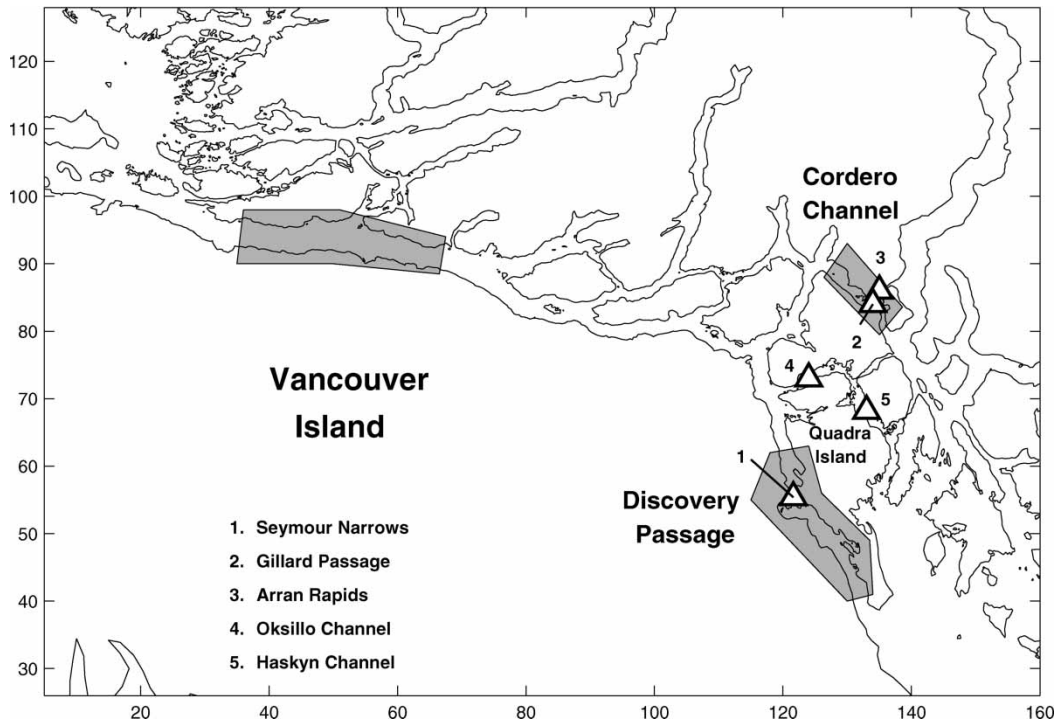 120
110
100
90
80
70
60
50
40
30
20
40
60
80
100
120
140
160
Cordero
Channel
3
2
4
5
Vancouver
Island
Quadra
Island
1
Discovery
Passage
1. Seymour Narrows
2. Gillard Passage
3. Arran Rapids
4. Oksillo Channel
5. Haskyn Channel